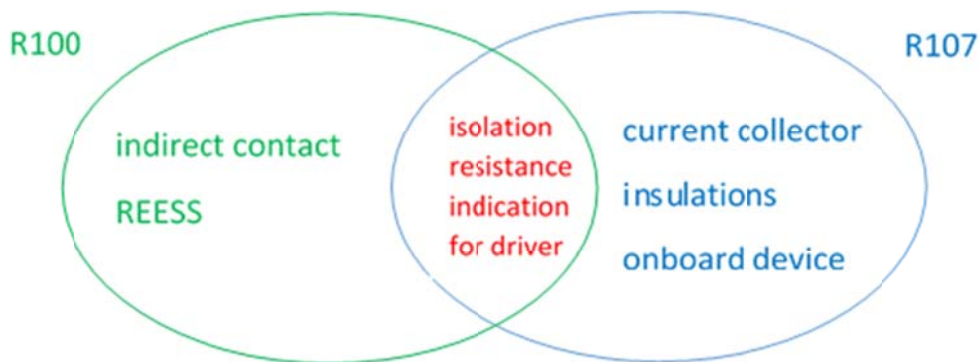 R100
R107
indirect contact
REESS
isolation
resistance
indication
for driver
current collector
insulations
onboard device